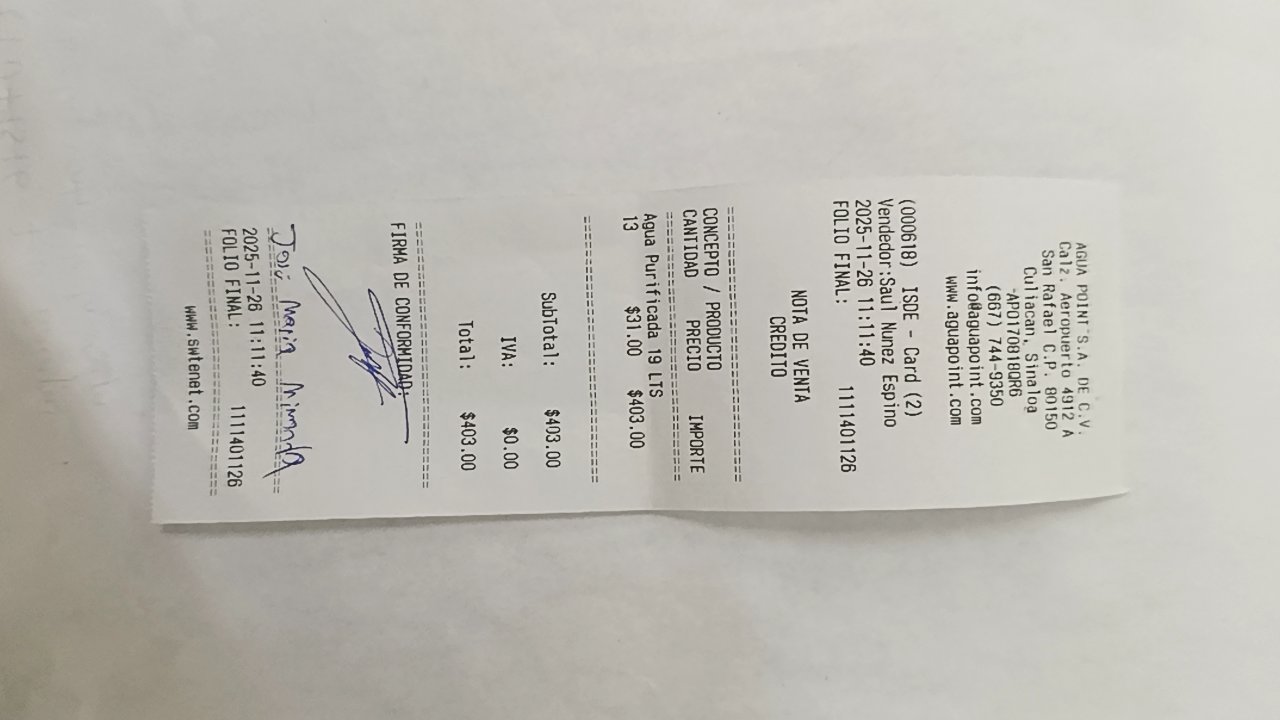 AGUA POINT S.A. DE C.V.
Calz. Aeropuerto 4912 A
San Rafael C.P. 80150
Culiacan, Sinaloa
-APO170818QR6
(667) 744-9350
info@aguapoint.com
www.aguapoint.com
(000618) ISDE - Card (2)
Vendedor:Saul Nunez Espino
2025-11-26 11:11:40
FOLIO FINAL: 1111401126
NOTA DE VENTA
CREDITO
================================
CONCEPTO / PRODUCTO
CANTIDAD PRECIO IMPORTE
================================
Agua Purificada 19 LTS
13 $31.00 $403.00
================================
SubTotal: $403.00
IVA: $0.00
Total: $403.00
================================
FIRMA DE CONFORMIDAD:
José Maria Miranda
2025-11-26 11:11:40
FOLIO FINAL: 1111401126
================================
www.swtenet.com